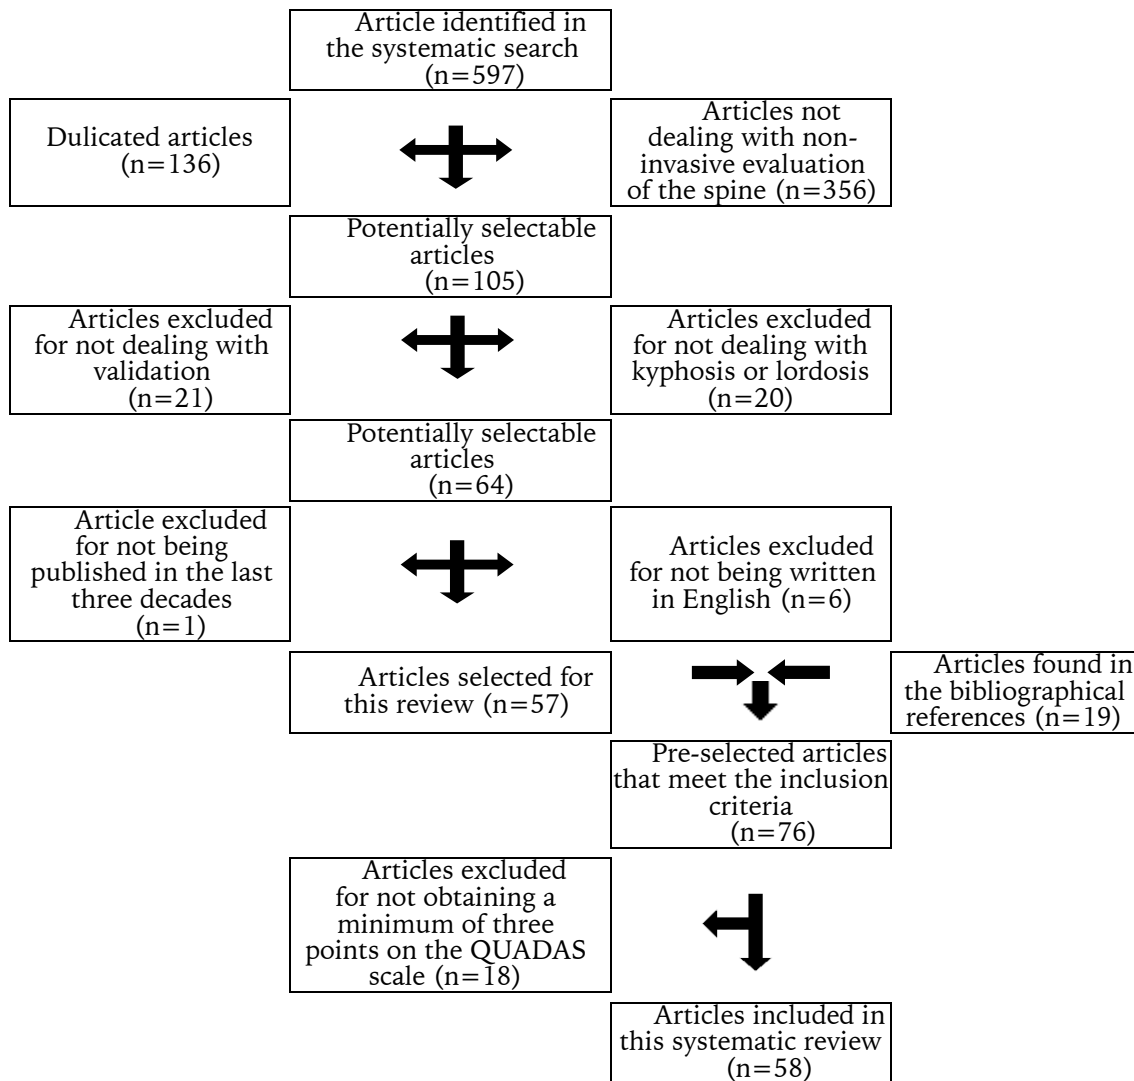 Article identified in
the systematic search
(n=597)
Dulicated articles
(n=136)
Articles not
dealing with non-
invasive evaluation
of the spine (n=356)
Potentially selectable
articles
(n=105)
Articles excluded
for not dealing with
validation
(n=21)
Articles excluded
for not dealing with
kyphosis or lordosis
(n=20)
Potentially selectable
articles
(n=64)
Article excluded
for not being
published in the last
three decades
(n=1)
Articles excluded
for not being written
in English (n=6)
Articles selected for
this review (n=57)
Articles found in
the bibliographical
references (n=19)
Pre-selected articles
that meet the inclusion
criteria
(n=76)
Articles excluded
for not obtaining a
minimum of three
points on the QUADAS
scale (n=18)
Articles included in
this systematic review
(n=58)